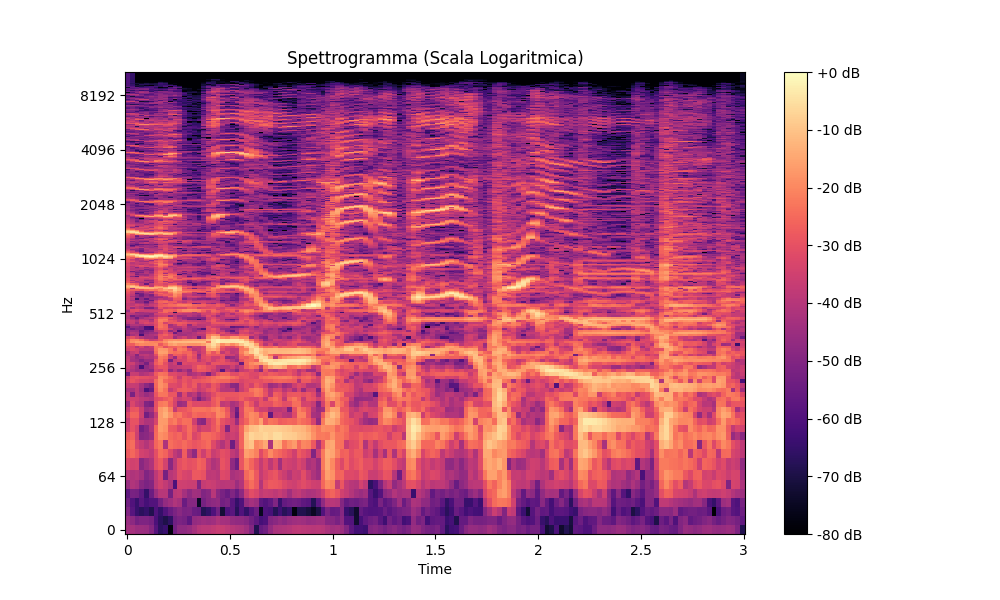 Spettrogramma (Scala Logaritmica)
Hz
8192
4096
2048
1024
512
256
128
64
0
0
0.5
1
1.5
2
2.5
3
Time
+0 dB
-10 dB
-20 dB
-30 dB
-40 dB
-50 dB
-60 dB
-70 dB
-80 dB